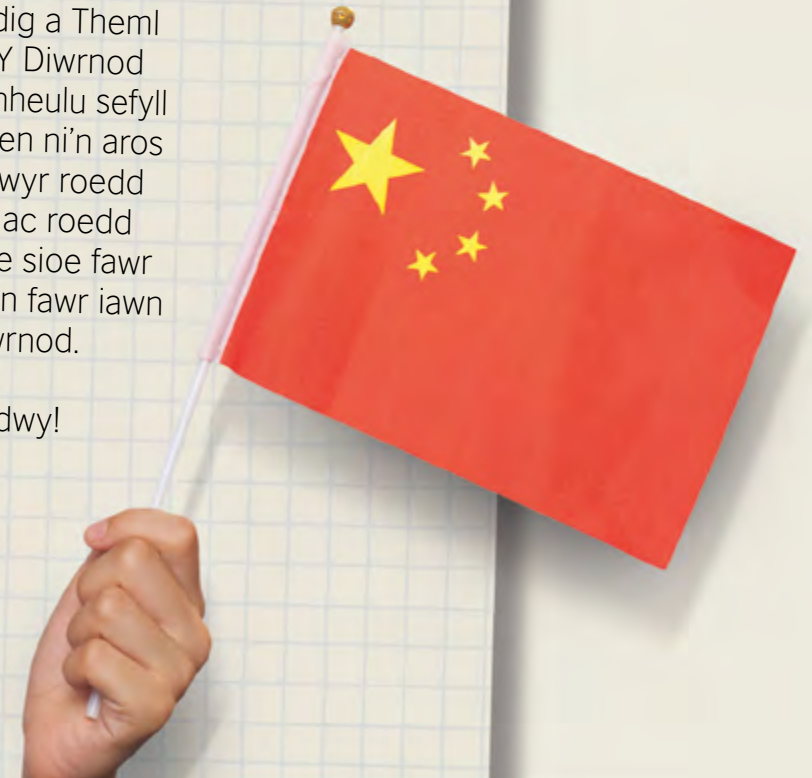 dig a Theml
Y Diwrnod
nheulu sefyll
en ni'n aros
wyr roedd
ac roedd
e sioe fawr
n fawr iawn
rnod.
dwy!